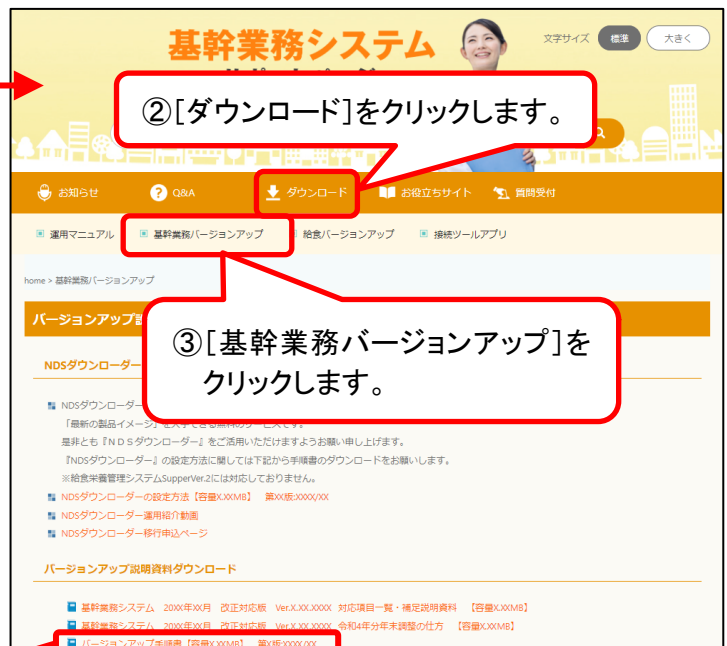 基幹業務システム
文字サイズ 標準 大きく
②[ダウンロード]をクリックします。
お知らせ Q&A ダウンロード お役立ちサイト 質問受付
運用マニュアル 基幹業務バージョンアップ 給食バージョンアップ 接続ツールアプリ
home > 基幹業務バージョンアップ
バージョンアップ
③[基幹業務バージョンアップ]を
クリックします。
NDSダウンローダー
NDSダウンローダー
「最新の製品イメージ」を入手できる無料のサービスです。
是非とも『NDSダウンローダー』をご活用いただけますようお願い申し上げます。
『NDSダウンローダー』の設定方法に関しては下記から手順書のダウンロードをお願いします。
※給食栄養管理システムSupperVer.2には対応しておりません。
NDSダウンローダーの設定方法【容量X.XXMB】 第XX版:XXXX/XX
NDSダウンローダー運用紹介動画
NDSダウンローダー移行申込ページ
バージョンアップ説明資料ダウンロード
基幹業務システム 20XX年XX月 改正対応版 Ver.X.XX.XXXX 対応項目一覧・補足説明資料 【容量X.XXMB】
基幹業務システム 20XX年XX月 改正対応版 Ver.X.XX.XXXX 令和4年分年末調整の仕方 【容量X.XXMB】
バージョンアップ手順書【容量X.XXMB】 第X版:XXXX/XX